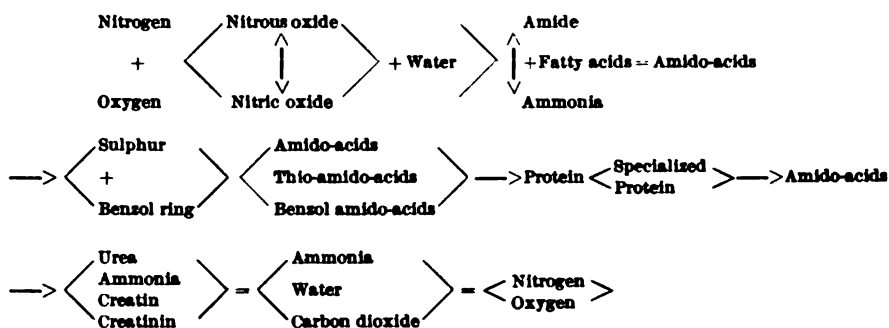 Nitrogen Nitrous oxide Amide
+ + Water + Fatty acids = Amido-acids
Oxygen Nitric oxide Ammonia
Sulphur Amido-acids
+ Thio-amido-acids Protein Specialized Protein Amido-acids
Benzol ring Benzol amido-acids
Urea Ammonia
Ammonia Water Nitrogen
Creatin = = Oxygen
Creatinin Carbon dioxide